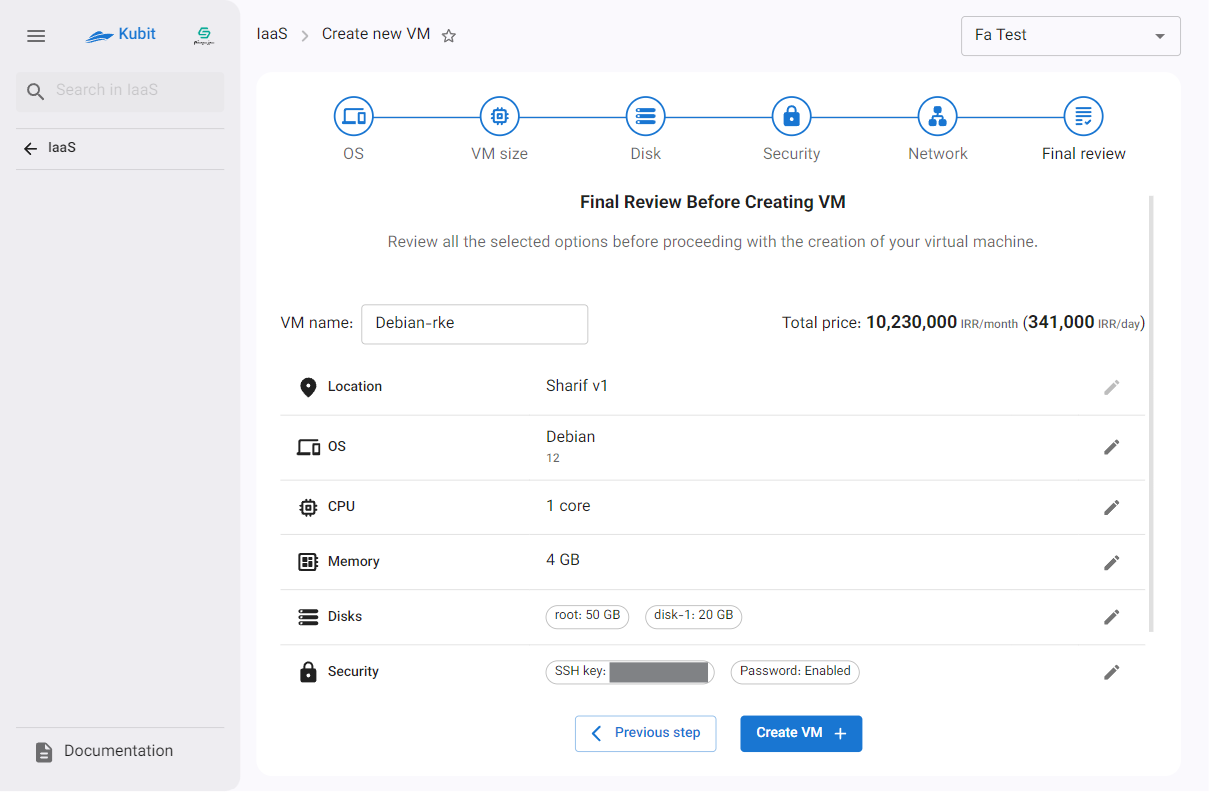 Kubit
IaaS > Create new VM
Fa Test
Search in IaaS
IaaS
OS
VM size
Disk
Security
Network
Final review
Final Review Before Creating VM
Review all the selected options before proceeding with the creation of your virtual machine.
VM name: Debian-rke
Total price: 10,230,000 IRR/month (341,000 IRR/day)
Location Sharif v1
OS Debian
12
CPU 1 core
Memory 4 GB
Disks root: 50 GB disk-1: 20 GB
Security SSH key: Password: Enabled
Previous step
Create VM +
Documentation